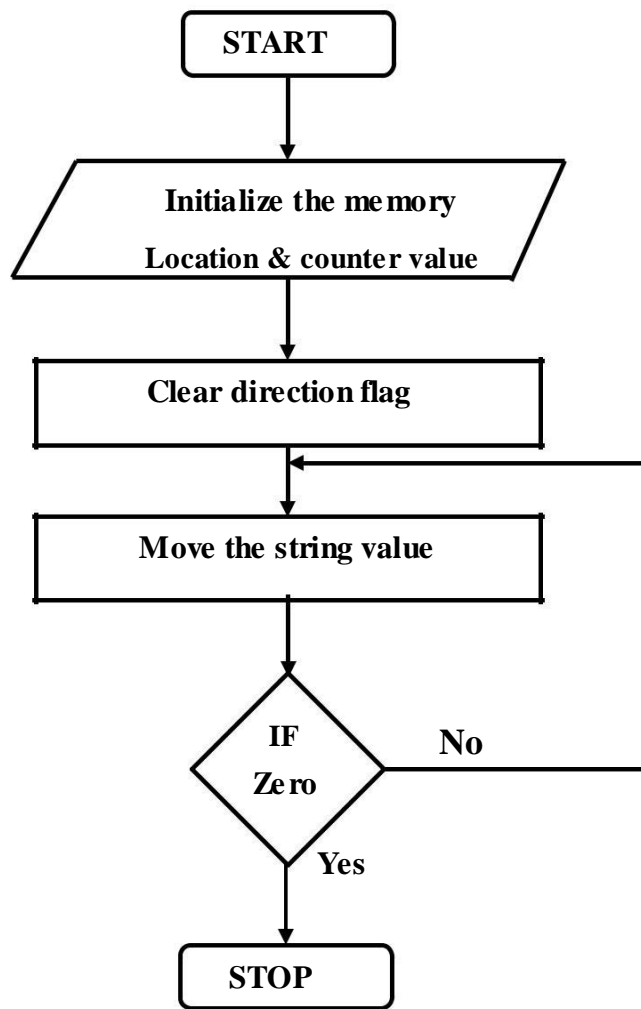 START
Initialize the memory
Location & counter value
Clear direction flag
Move the string value
IF
Zero
No
Yes
STOP